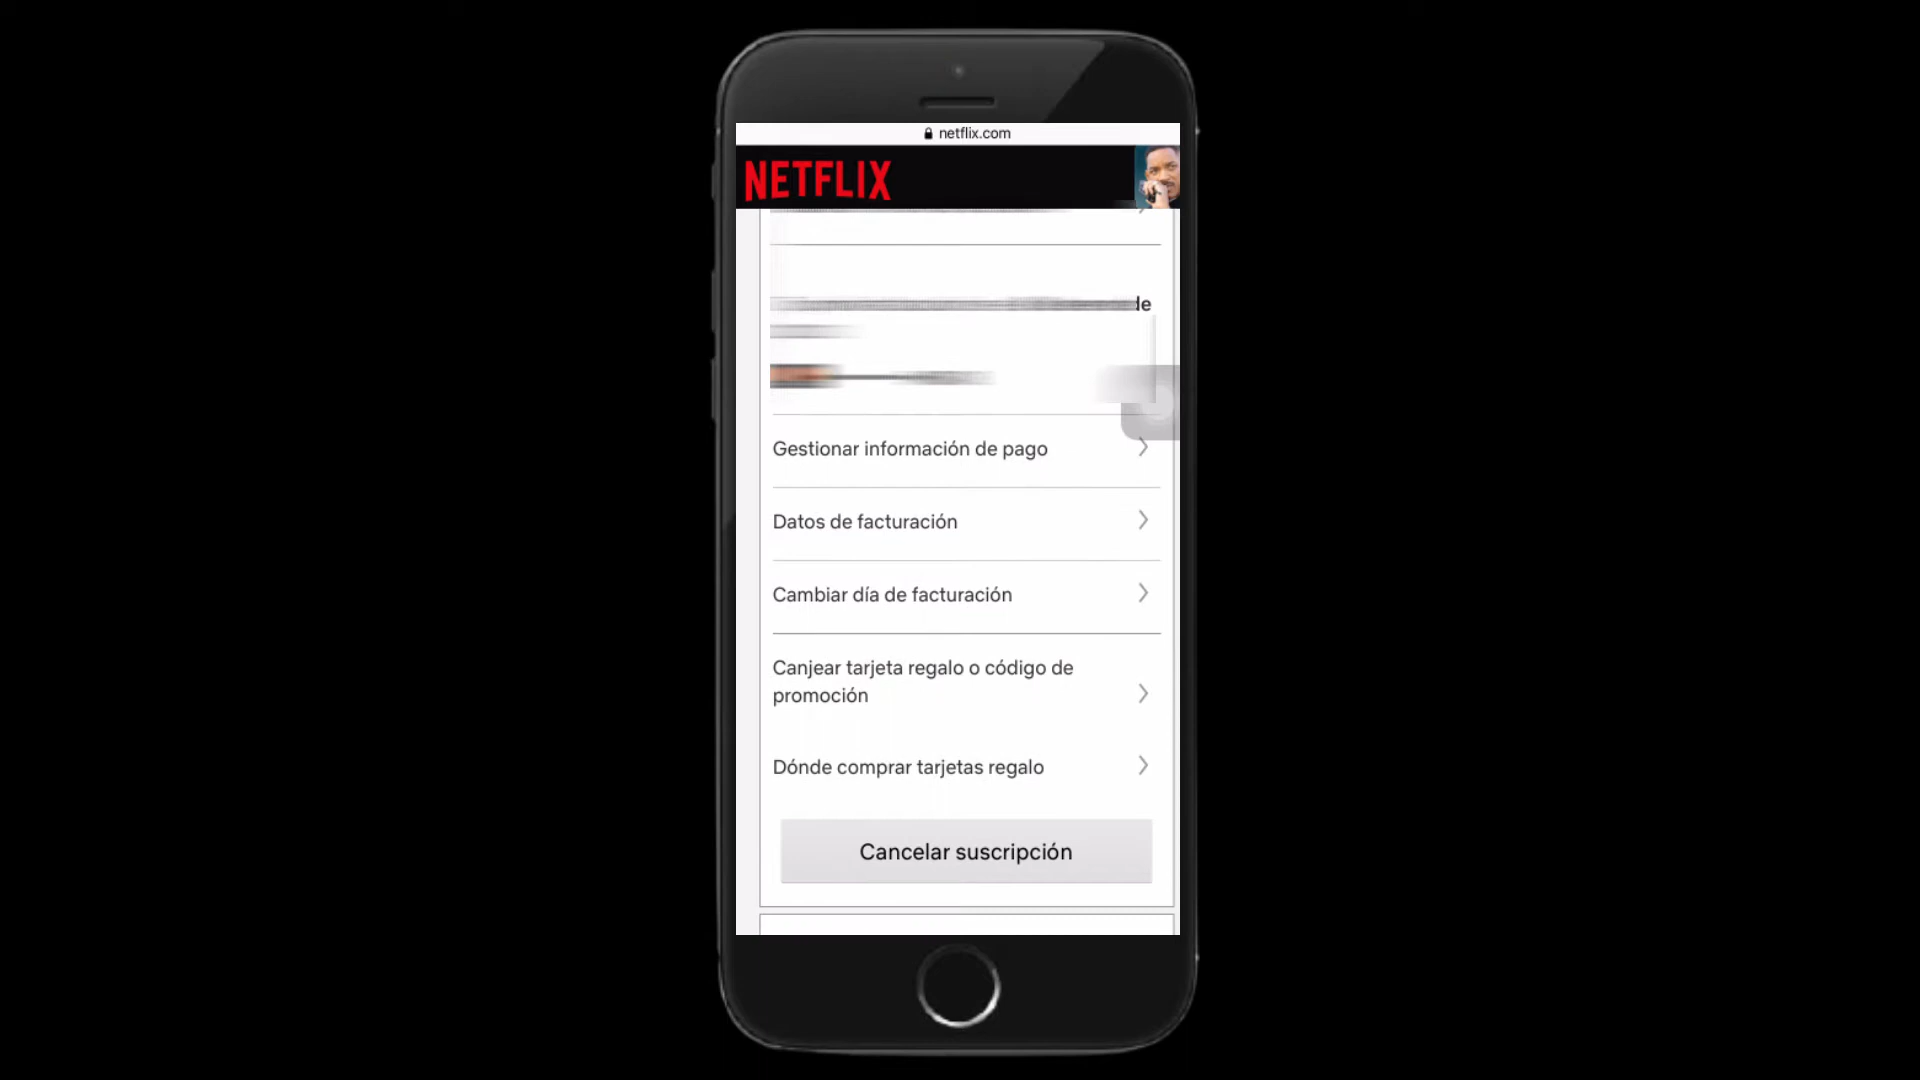 netflix.com
NETFLIX
Gestionar información de pago
Datos de facturación
Cambiar día de facturación
Canjear tarjeta regalo o código de
promoción
Dónde comprar tarjetas regalo
Cancelar suscripción